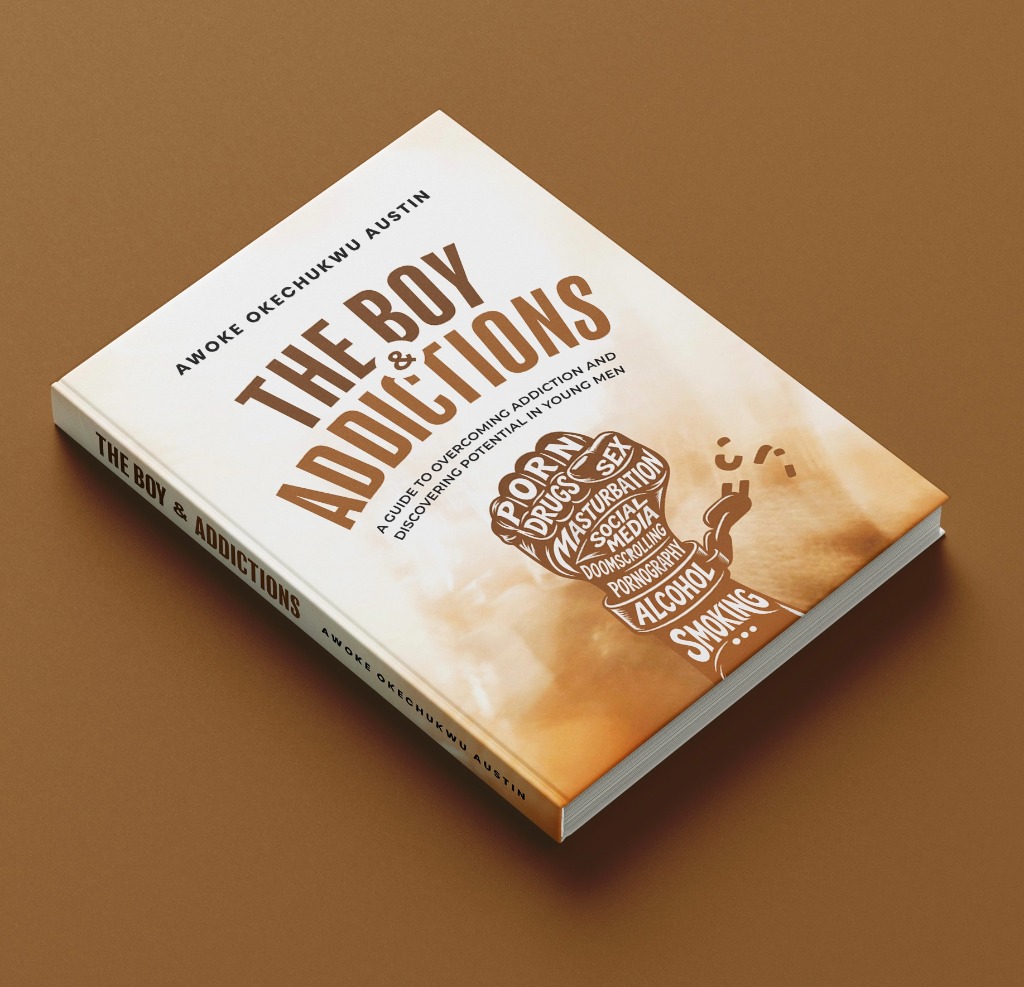 AWOKE OKECHUKWU AUSTIN
THE BOY
&
ADDICTIONS
A GUIDE TO OVERCOMING ADDICTION AND
DISCOVERING POTENTIAL IN YOUNG MEN
PORN
SEX
DRUGS
MASTURBATION
SOCIAL
MEDIA
DOOMSCROLLING
PORNOGRAPHY
ALCOHOL
SMOKING
...
THE BOY & ADDICTIONS
AWOKE OKECHUKWU AUSTIN